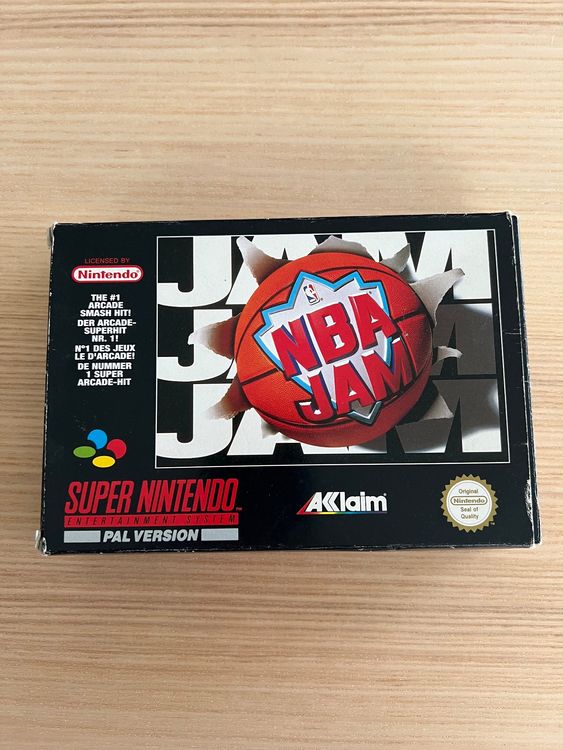 LICENSED BY
Nintendo
THE #1
ARCADE
SMASH HIT!
DER ARCADE-
SUPERHIT
NR. 1!
N°1 DES JEUX
LE D'ARCADE!
DE NUMMER
1 SUPER
ARCADE-HIT
JAM
JAM
JAM
NBA
JAM
SUPER NINTENDO
ENTERTAINMENT SYSTEM
PAL VERSION
AKKlaim
Original
Nintendo
Seal of
Quality